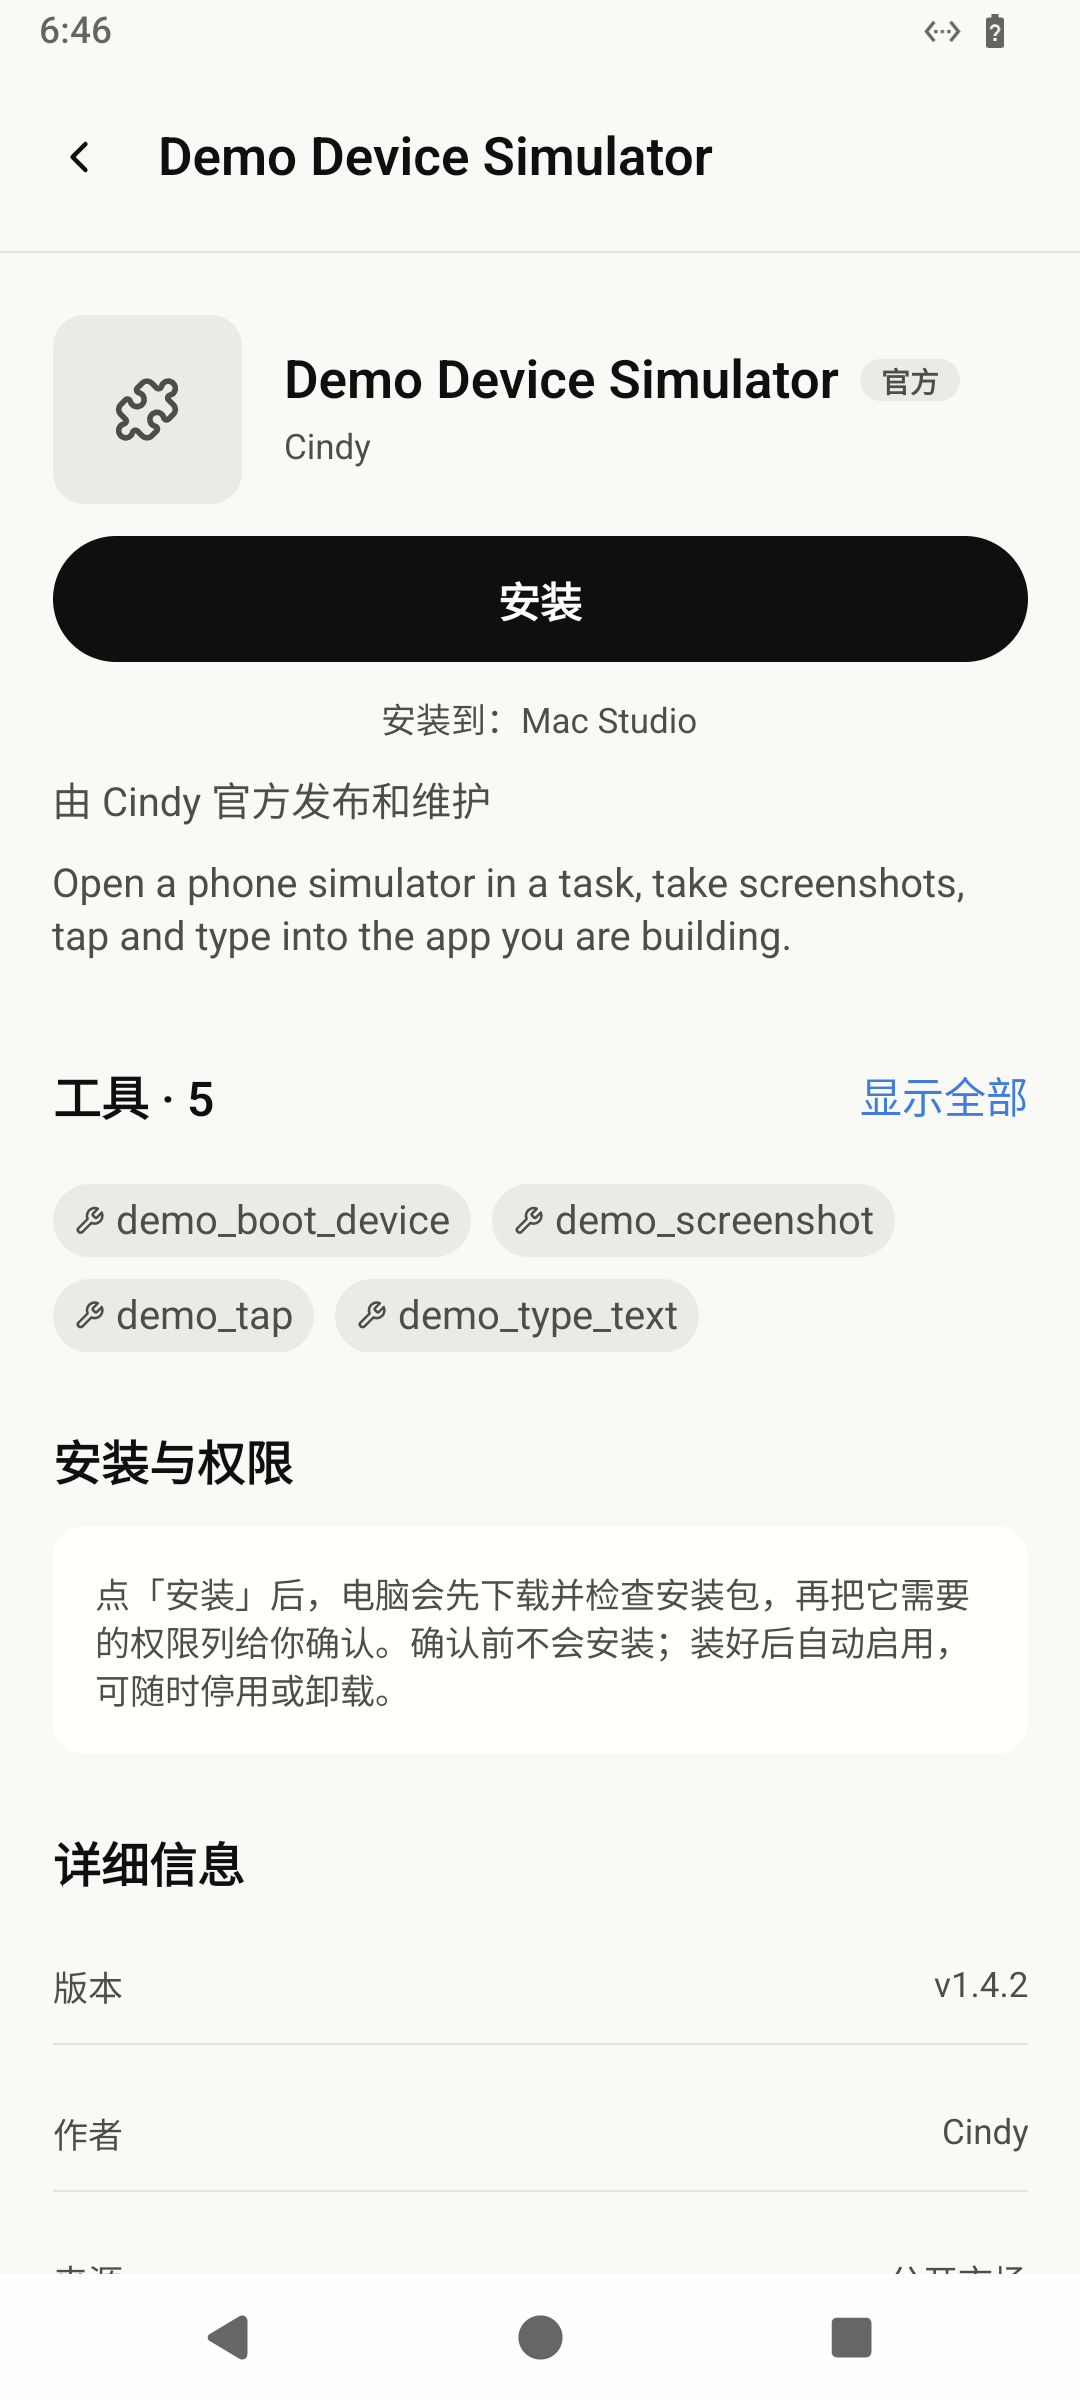 6:46
Demo Device Simulator
Demo Device Simulator 官方
Cindy
安装
安装到：Mac Studio
由 Cindy 官方发布和维护
Open a phone simulator in a task, take screenshots,
tap and type into the app you are building.
工具 · 5 显示全部
demo_boot_device demo_screenshot
demo_tap demo_type_text
安装与权限
点「安装」后，电脑会先下载并检查安装包，再把它需要
的权限列给你确认。确认前不会安装；装好后自动启用，
可随时停用或卸载。
详细信息
版本 v1.4.2
作者 Cindy
来源 公开市场